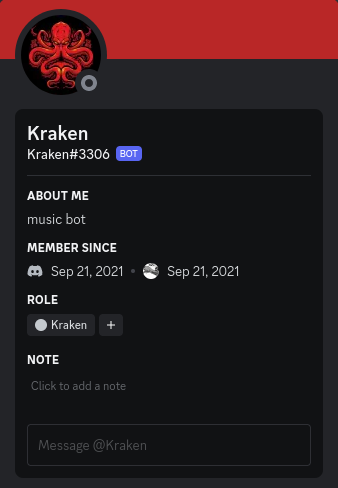 Kraken
Kraken#3306 BOT
ABOUT ME
music bot
MEMBER SINCE
Sep 21, 2021 • Sep 21, 2021
ROLE
Kraken +
NOTE
Click to add a note
Message @Kraken